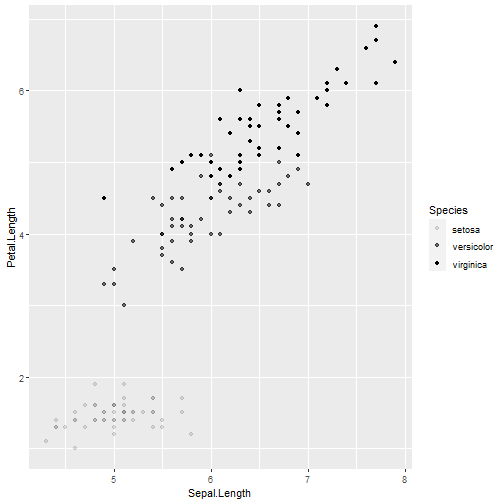 6
4
2
5
6
7
8
Petal.Length
Sepal.Length
Species
setosa
versicolor
virginica